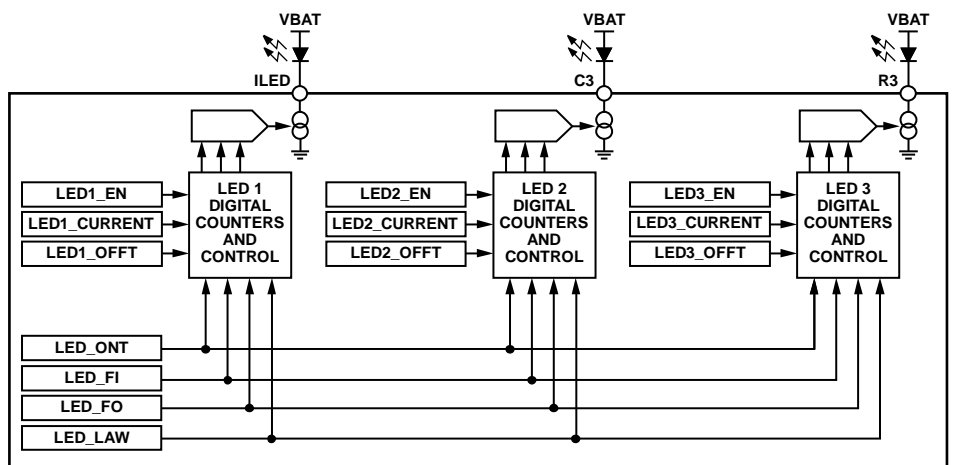 VBAT
VBAT
VBAT
ILED
C3
R3
LED1_EN
LED1_CURRENT
LED1_OFFT
LED 1
DIGITAL
COUNTERS
AND
CONTROL
LED2_EN
LED2_CURRENT
LED2_OFFT
LED 2
DIGITAL
COUNTERS
AND
CONTROL
LED3_EN
LED3_CURRENT
LED3_OFFT
LED 3
DIGITAL
COUNTERS
AND
CONTROL
LED_ONT
LED_FI
LED_FO
LED_LAW